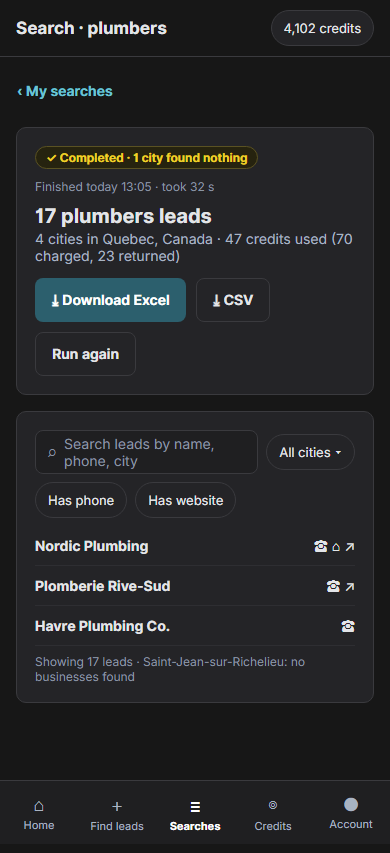 Search · plumbers
4,102 credits
‹ My searches
✓ Completed · 1 city found nothing
Finished today 13:05 · took 32 s
17 plumbers leads
4 cities in Quebec, Canada · 47 credits used (70
charged, 23 returned)
Download Excel
CSV
Run again
Search leads by name,
phone, city
All cities
Has phone
Has website
Nordic Plumbing
Plomberie Rive-Sud
Havre Plumbing Co.
Showing 17 leads · Saint-Jean-sur-Richelieu: no
businesses found
Home
Find leads
Searches
Credits
Account